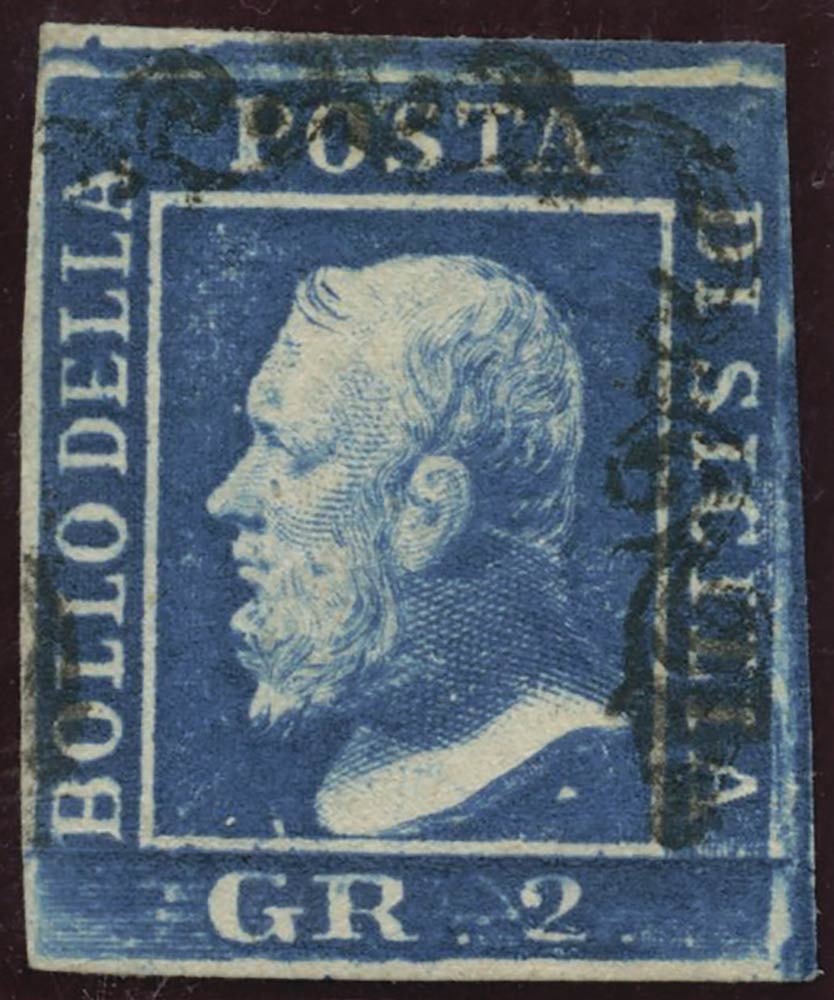 BOLLO DELLA
POSTA
DI SICILIA
GR. 2.